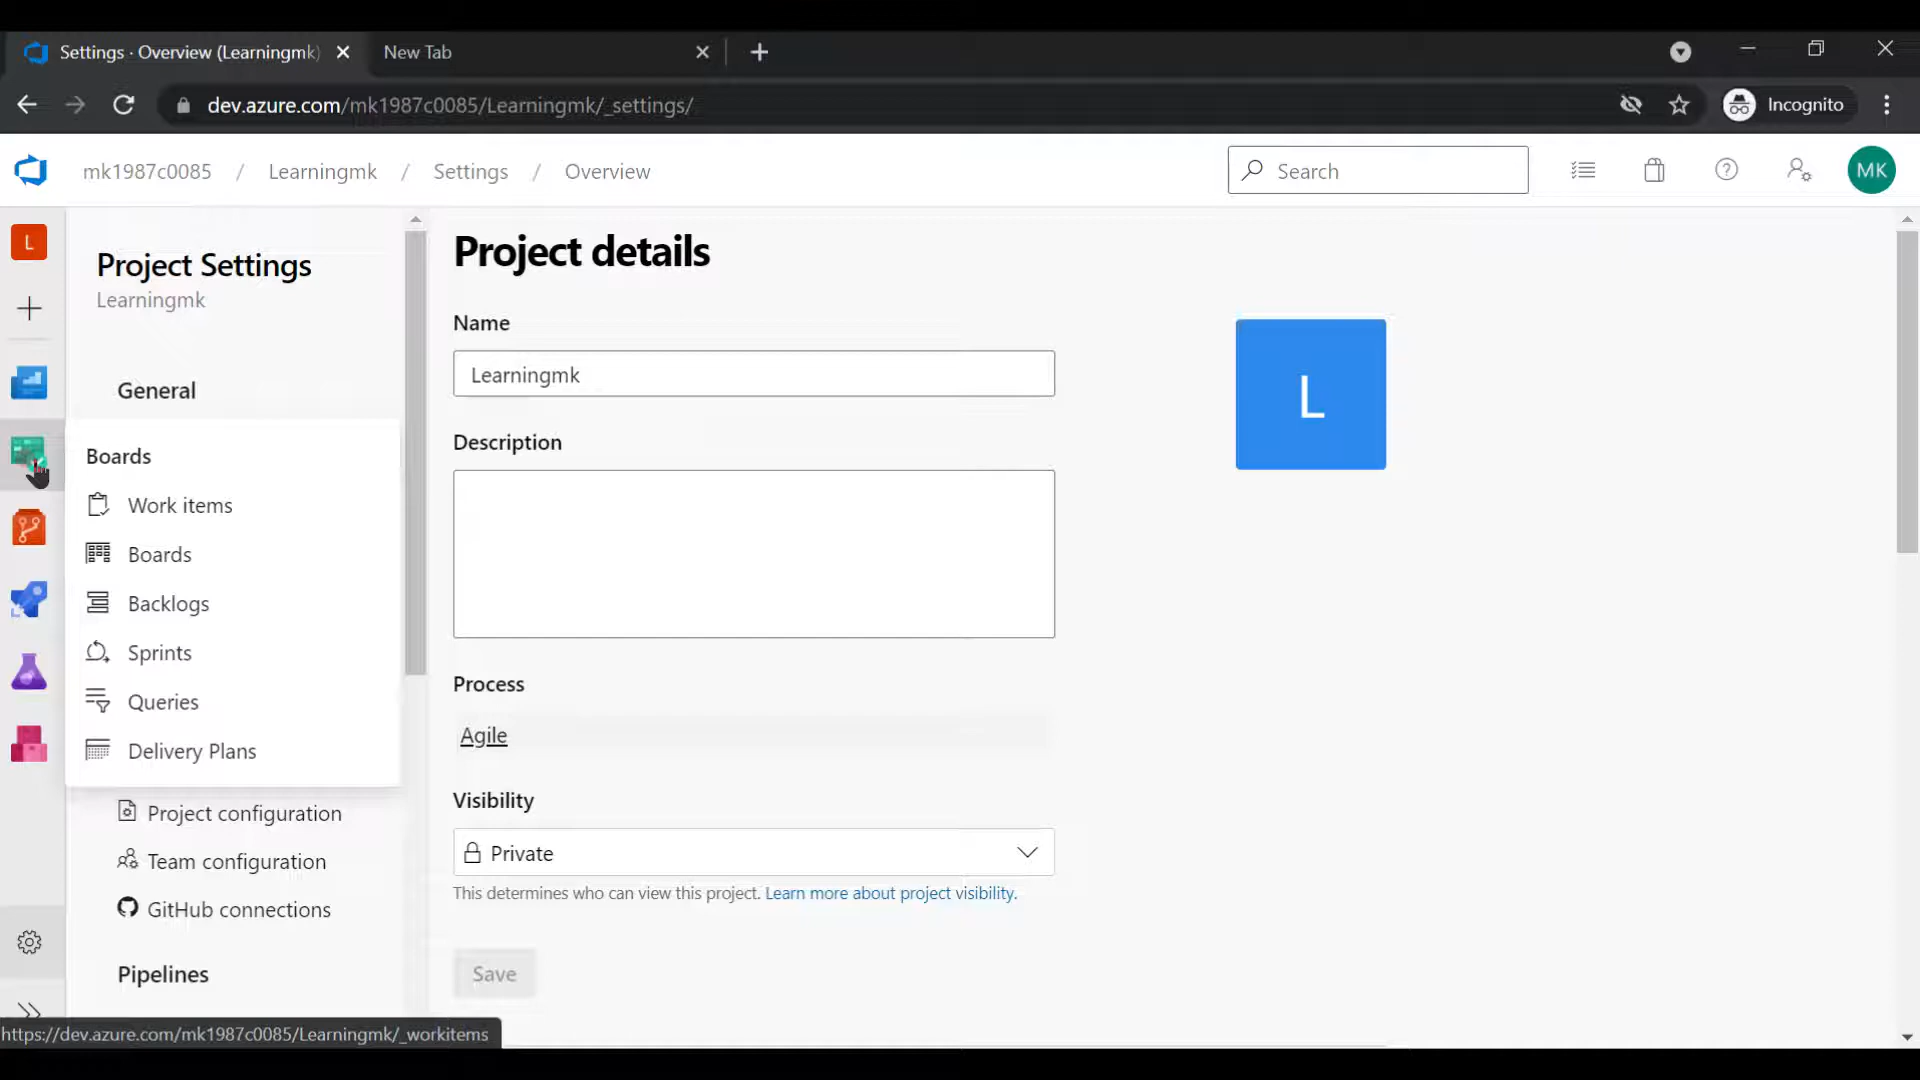 Settings · Overview (Learningmk)
New Tab
dev.azure.com/mk1987c0085/Learningmk/_settings/
Incognito
mk1987c0085 / Learningmk / Settings / Overview
Search
MK
L
Project Settings
Learningmk
General
Boards
Work items
Boards
Backlogs
Sprints
Queries
Delivery Plans
Project configuration
Team configuration
GitHub connections
Pipelines
https://dev.azure.com/mk1987c0085/Learningmk/_workitems
Project details
Name
Learningmk
L
Description
Process
Agile
Visibility
Private
This determines who can view this project. Learn more about project visibility.
Save